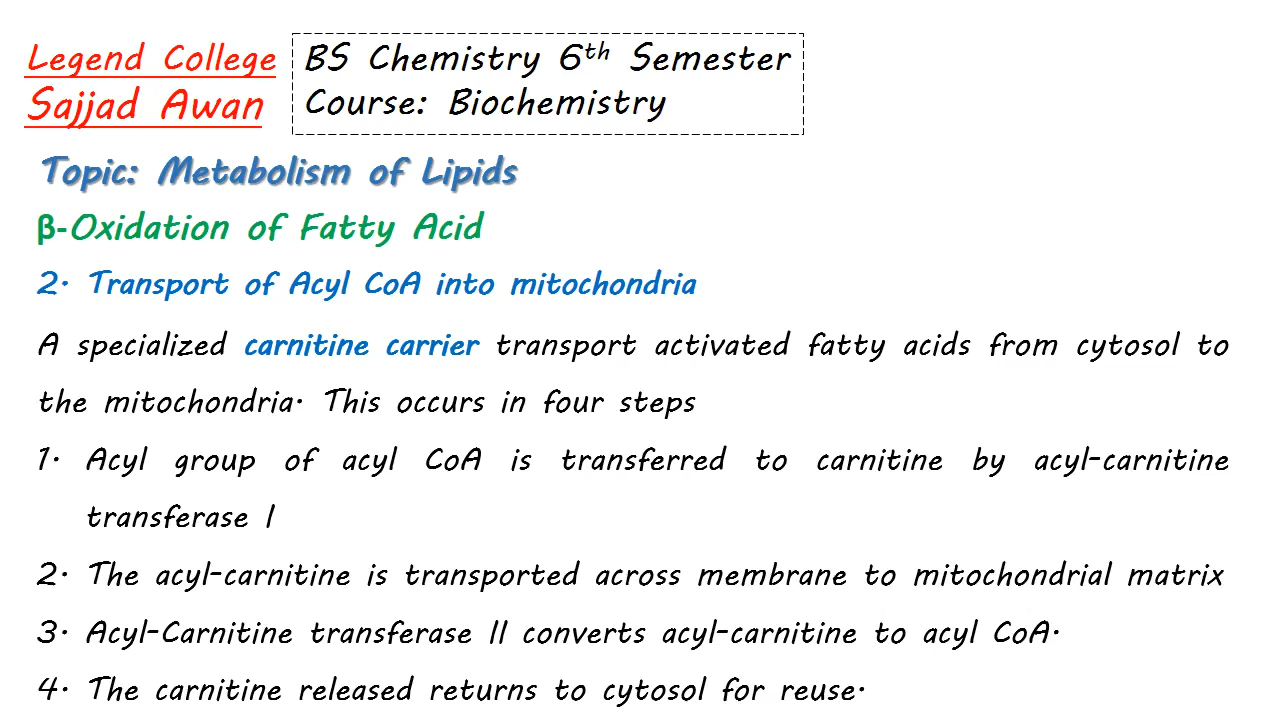 Legend College
Sajjad Awan
BS Chemistry 6th Semester
Course: Biochemistry
Topic: Metabolism of Lipids
β-Oxidation of Fatty Acid
2. Transport of Acyl CoA into mitochondria
A specialized carnitine carrier transport activated fatty acids from cytosol to
the mitochondria. This occurs in four steps
1. Acyl group of acyl CoA is transferred to carnitine by acyl-carnitine
transferase I
2. The acyl-carnitine is transported across membrane to mitochondrial matrix
3. Acyl-Carnitine transferase II converts acyl-carnitine to acyl CoA.
4. The carnitine released returns to cytosol for reuse.